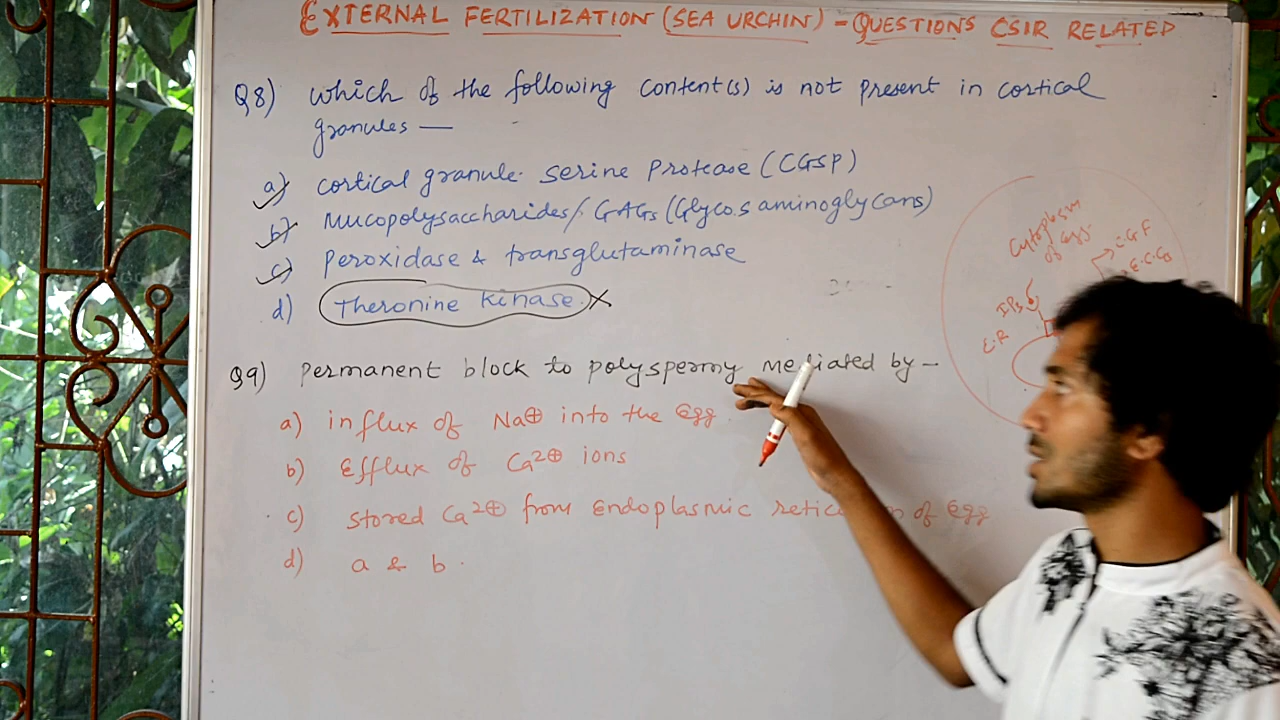 EXTERNAL FERTILIZATION (SEA URCHIN) - QUESTIONS CSIR RELATED
Q8) which of the following content(s) is not present in cortical
granules —
a) cortical granule serine Protease (CGSP)
b) Mucopolysaccharides/GAGs (Glycosaminoglycans)
c) Peroxidase & transglutaminase
d) Theronine kinase
Q9) Permanent block to polyspermy mediated by -
a) influx of Na⊕ into the Egg
b) Efflux of Ca2⊕ ions
c) stored Ca2⊕ from Endoplasmic of Egg
d) a & b.
Cytoplasm
of Egg
E.R